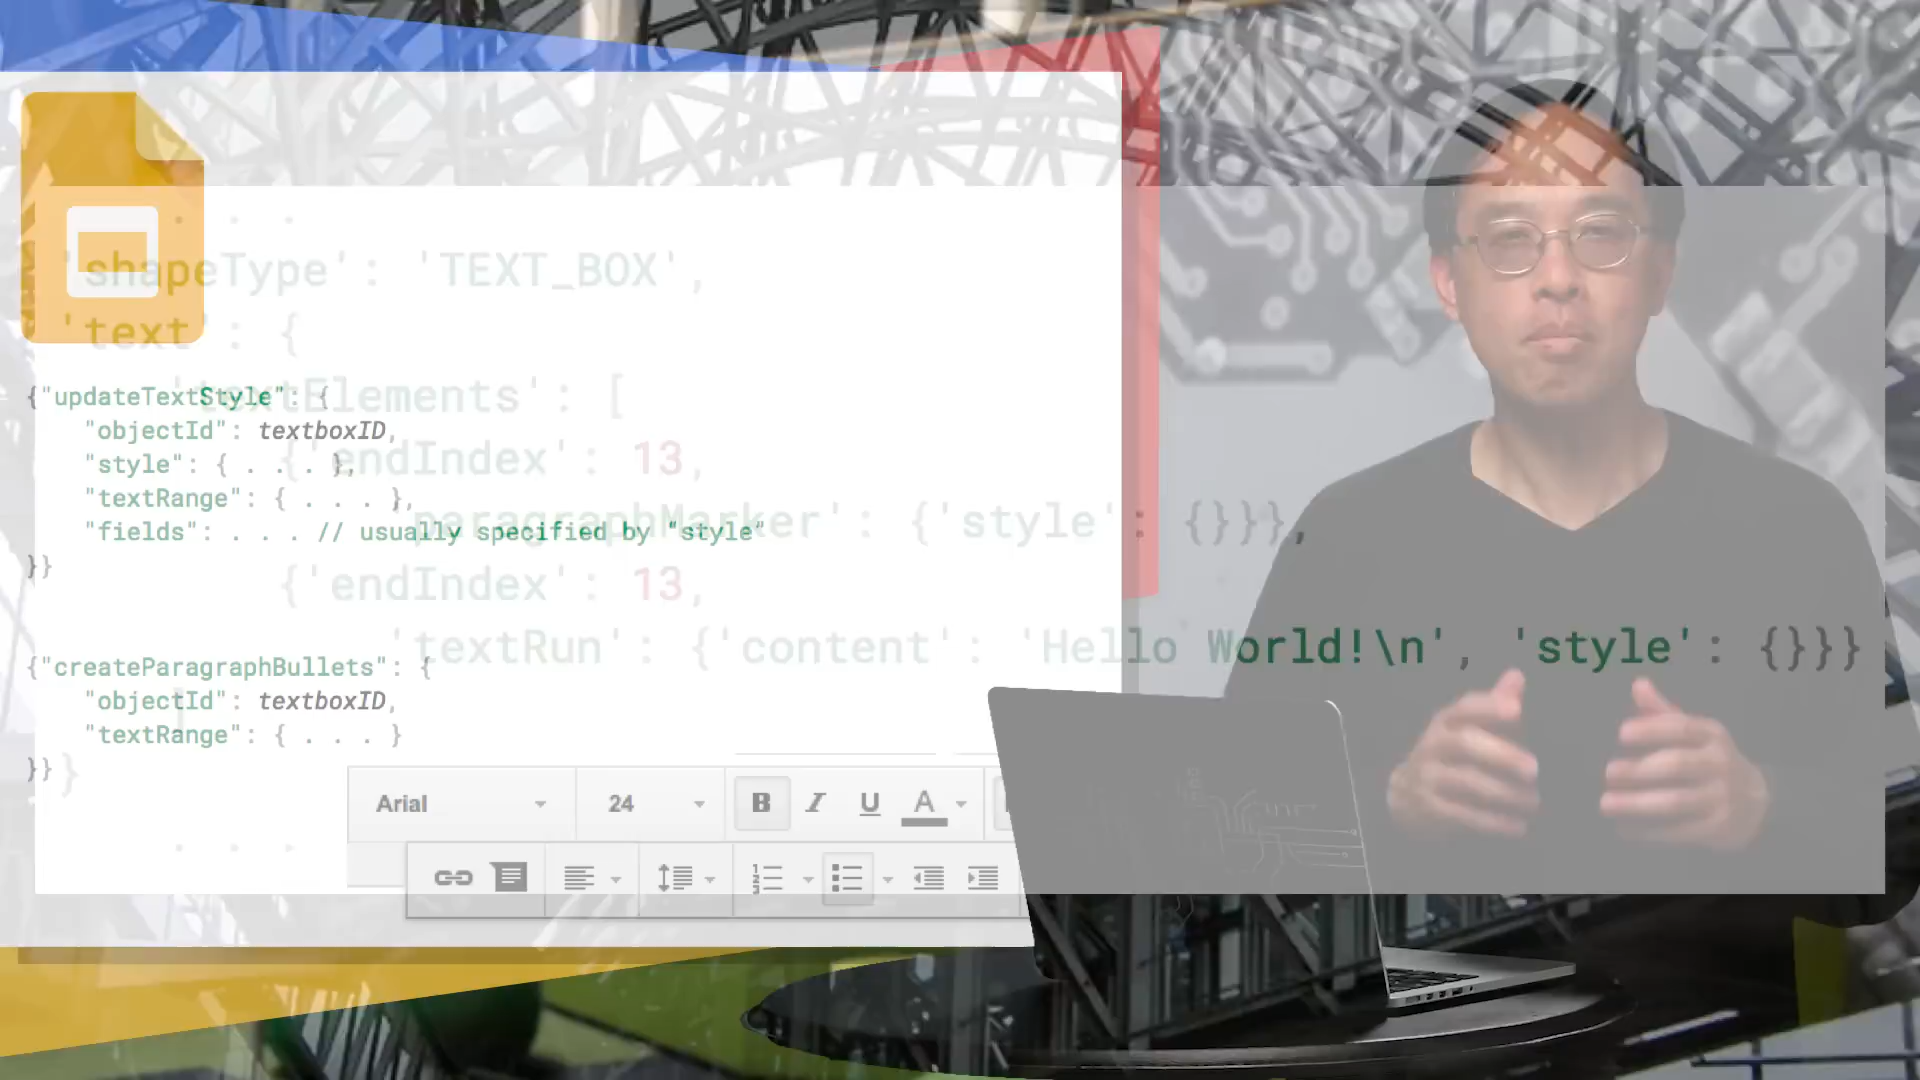 . . .
'shapeType': 'TEXT_BOX',
'text': {
'textElements': [
{'endIndex': 13,
'paragraphMarker': {'style': {}}},
{'endIndex': 13,
'textRun': {'content': 'Hello World!\n', 'style': {}}}
]
}
. . .
{"updateTextStyle": {
"objectId": textboxID,
"style": { . . . },
"textRange": { . . . },
"fields": . . . // usually specified by "style"
}}
{"createParagraphBullets": {
"objectId": textboxID,
"textRange": { . . . }
}}
Arial 24 B I U A